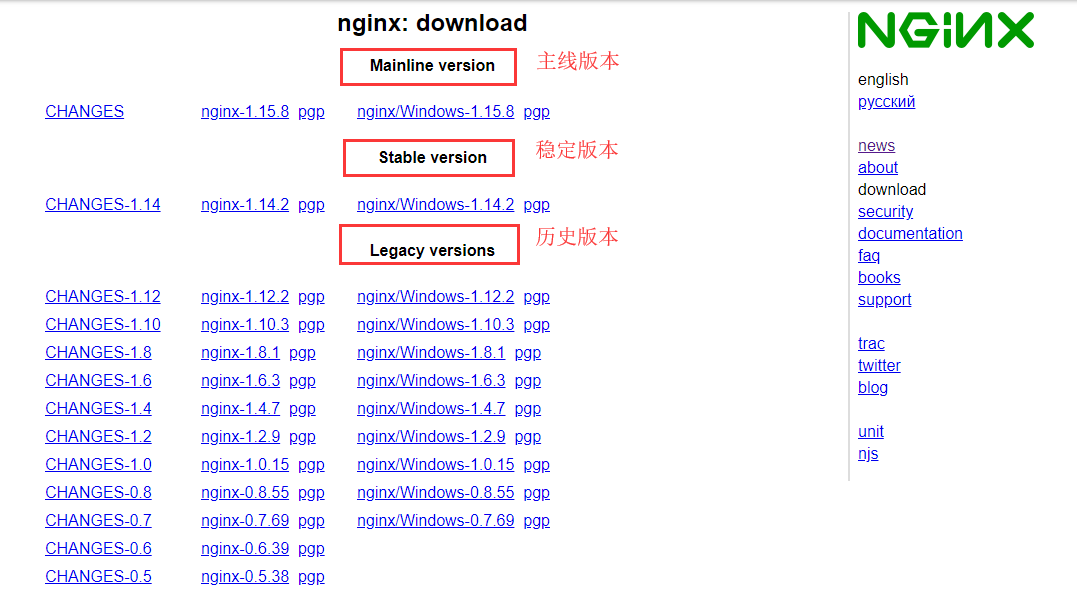 nginx: download
Mainline version 主线版本
CHANGES nginx-1.15.8 pgp nginx/Windows-1.15.8 pgp
Stable version 稳定版本
CHANGES-1.14 nginx-1.14.2 pgp nginx/Windows-1.14.2 pgp
Legacy versions 历史版本
CHANGES-1.12 nginx-1.12.2 pgp nginx/Windows-1.12.2 pgp
CHANGES-1.10 nginx-1.10.3 pgp nginx/Windows-1.10.3 pgp
CHANGES-1.8 nginx-1.8.1 pgp nginx/Windows-1.8.1 pgp
CHANGES-1.6 nginx-1.6.3 pgp nginx/Windows-1.6.3 pgp
CHANGES-1.4 nginx-1.4.7 pgp nginx/Windows-1.4.7 pgp
CHANGES-1.2 nginx-1.2.9 pgp nginx/Windows-1.2.9 pgp
CHANGES-1.0 nginx-1.0.15 pgp nginx/Windows-1.0.15 pgp
CHANGES-0.8 nginx-0.8.55 pgp nginx/Windows-0.8.55 pgp
CHANGES-0.7 nginx-0.7.69 pgp nginx/Windows-0.7.69 pgp
CHANGES-0.6 nginx-0.6.39 pgp
CHANGES-0.5 nginx-0.5.38 pgp
NGINX
english
русский
news
about
download
security
documentation
faq
books
support
trac
twitter
blog
unit
njs